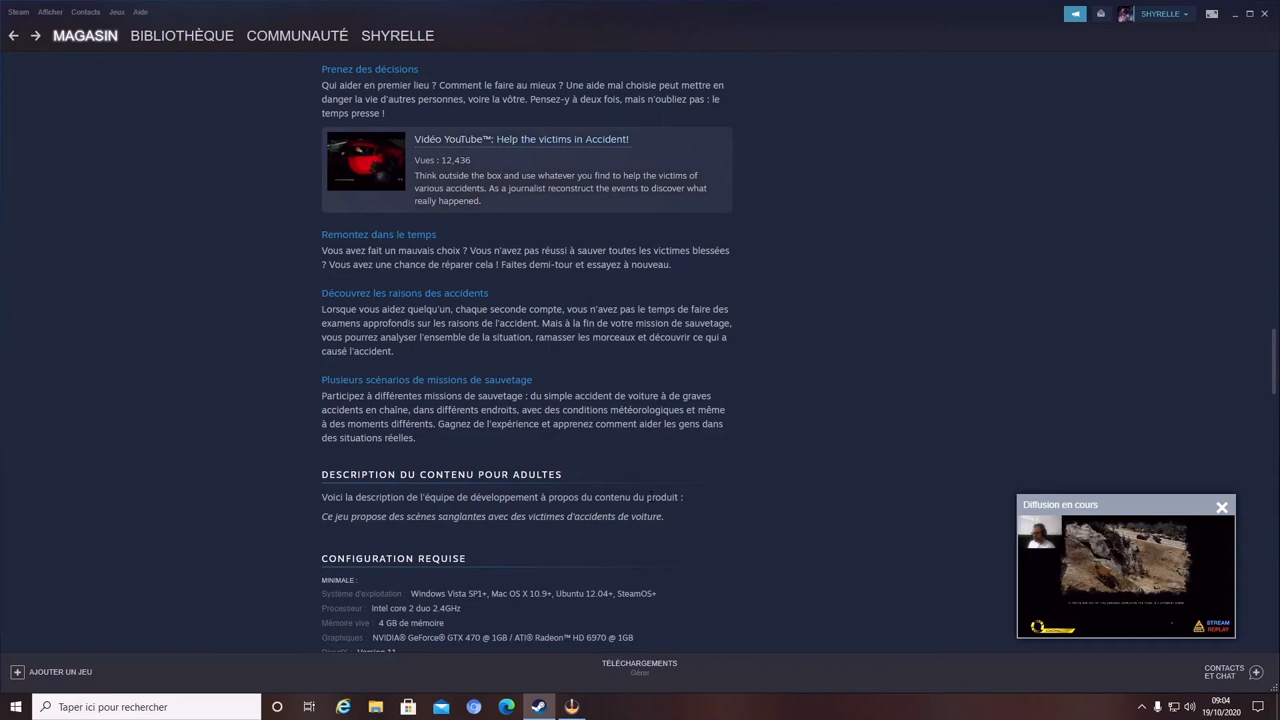 Steam Afficher Contacts Jeux Aide
SHYRELLE
MAGASIN BIBLIOTHÈQUE COMMUNAUTÉ SHYRELLE
Prenez des décisions
Qui aider en premier lieu ? Comment le faire au mieux ? Une aide mal choisie peut mettre en
danger la vie d'autres personnes, voire la vôtre. Pensez-y à deux fois, mais n'oubliez pas : le
temps presse !
Vidéo YouTube™: Help the victims in Accident!
Vues : 12,436
Think outside the box and use whatever you find to help the victims of
various accidents. As a journalist reconstruct the events to discover what
really happened.
Remontez dans le temps
Vous avez fait un mauvais choix ? Vous n'avez pas réussi à sauver toutes les victimes blessées
? Vous avez une chance de réparer cela ! Faites demi-tour et essayez à nouveau.
Découvrez les raisons des accidents
Lorsque vous aidez quelqu'un, chaque seconde compte, vous n'avez pas le temps de faire des
examens approfondis sur les raisons de l'accident. Mais à la fin de votre mission de sauvetage,
vous pourrez analyser l'ensemble de la situation, ramasser les morceaux et découvrir ce qui a
causé l'accident.
Plusieurs scénarios de missions de sauvetage
Participez à différentes missions de sauvetage : du simple accident de voiture à de graves
accidents en chaîne, dans différents endroits, avec des conditions météorologiques et même
à des moments différents. Gagnez de l'expérience et apprenez comment aider les gens dans
des situations réelles.
DESCRIPTION DU CONTENU POUR ADULTES
Voici la description de l'équipe de développement à propos du contenu du produit :
Ce jeu propose des scènes sanglantes avec des victimes d'accidents de voiture.
CONFIGURATION REQUISE
MINIMALE :
Système d'exploitation : Windows Vista SP1+, Mac OS X 10.9+, Ubuntu 12.04+, SteamOS+
Processeur : Intel core 2 duo 2.4GHz
Mémoire vive : 4 GB de mémoire
Graphiques : NVIDIA® GeForce® GTX 470 @ 1GB / ATI® Radeon™ HD 6970 @ 1GB
DirectX : Version 11
Diffusion en cours
STREAM
REPLAY
AJOUTER UN JEU
TÉLÉCHARGEMENTS
Gérer
CONTACTS
ET CHAT
Taper ici pour rechercher
09:04
19/10/2020